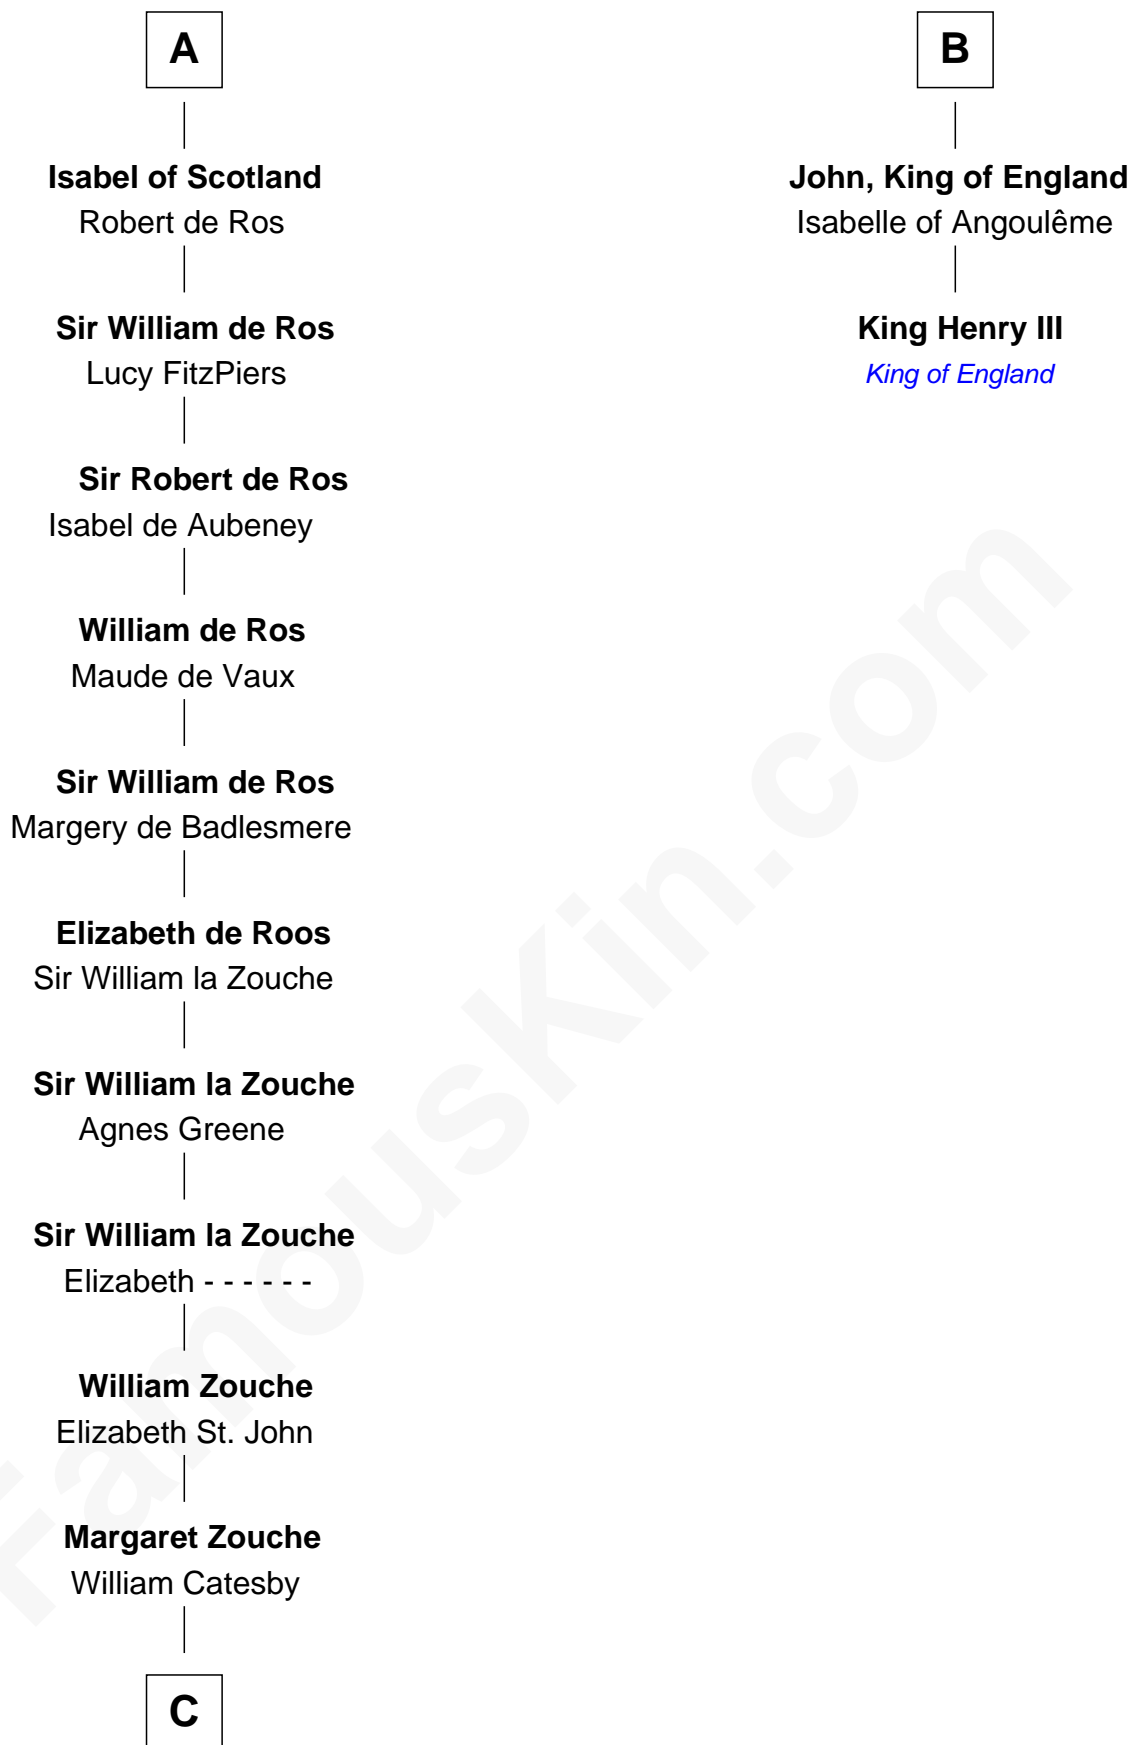 A
Isabel of Scotland
Robert de Ros
Sir William de Ros
Lucy FitzPiers
Sir Robert de Ros
Isabel de Aubeney
William de Ros
Maude de Vaux
Sir William de Ros
Margery de Badlesmere
Elizabeth de Roos
Sir William la Zouche
Sir William la Zouche
Agnes Greene
Sir William la Zouche
Elizabeth - - - - - -
William Zouche
Elizabeth St. John
Margaret Zouche
William Catesby
C
B
John, King of England
Isabelle of Angoulême
King Henry III
King of England
FamousKin.com